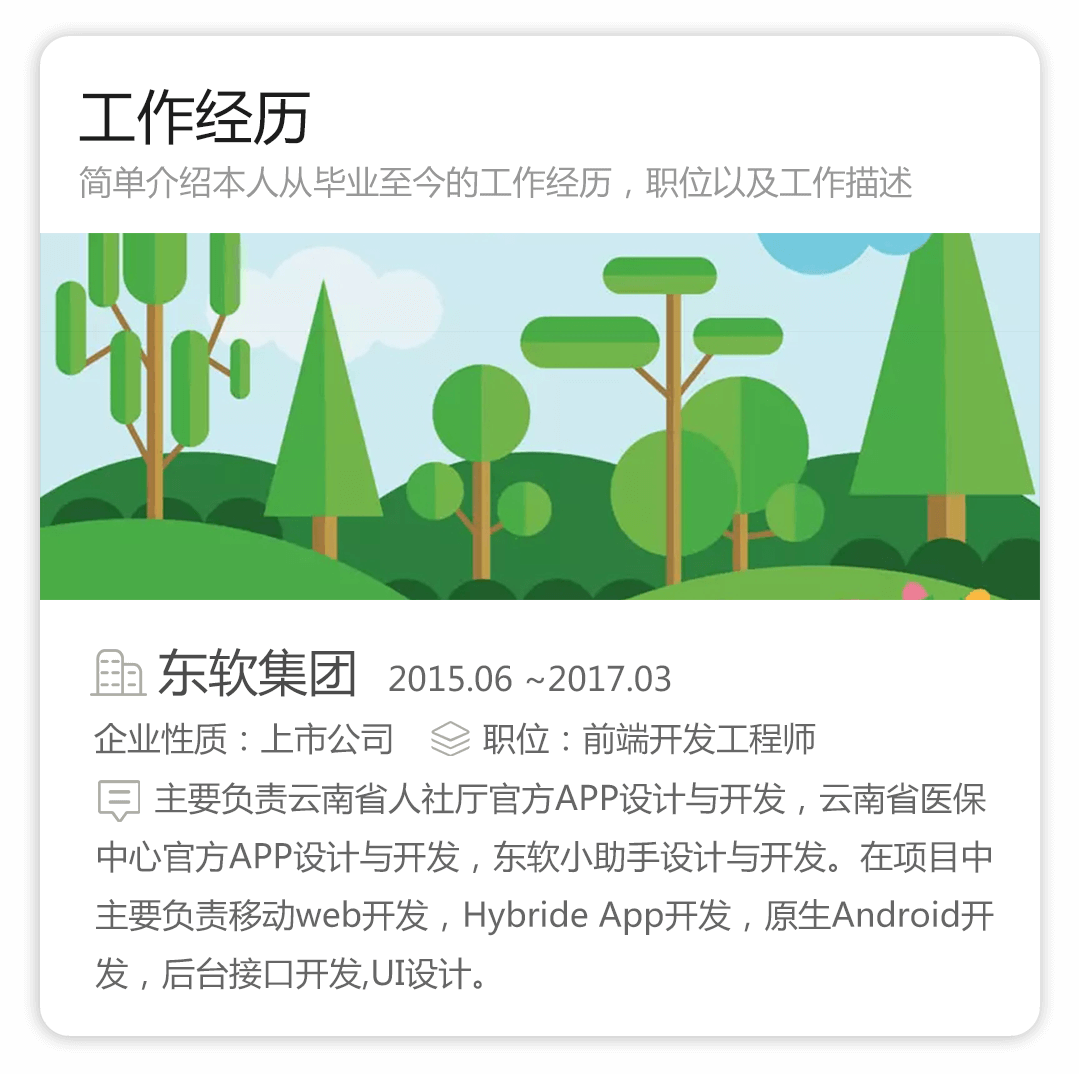 工作经历
简单介绍本人从毕业至今的工作经历，职位以及工作描述
东软集团 2015.06 ~2017.03
企业性质：上市公司 职位：前端开发工程师
主要负责云南省人社厅官方APP设计与开发，云南省医保
中心官方APP设计与开发，东软小助手设计与开发。在项目中
主要负责移动web开发，Hybride App开发，原生Android开
发，后台接口开发,UI设计。